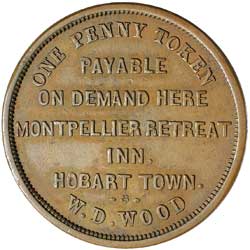 ONE PENNY TOKEN
PAYABLE
ON DEMAND HERE
MONTPELLIER RETREAT
INN.
HOBART TOWN.
W. D. WOOD